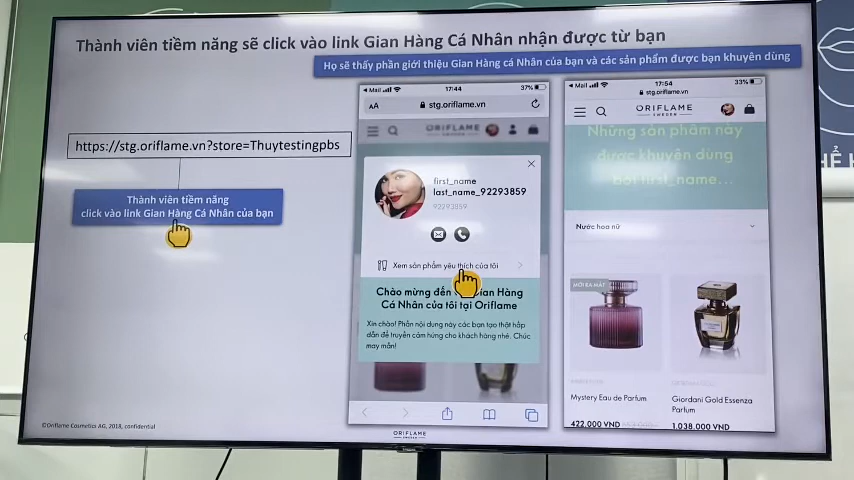 Thành viên tiềm năng sẽ click vào link Gian Hàng Cá Nhân nhận được từ bạn
Họ sẽ thấy phần giới thiệu Gian Hàng cá Nhân của bạn và các sản phẩm được bạn khuyên dùng
https://stg.oriflame.vn?store=Thuytestingpbs
Thành viên tiềm năng
click vào link Gian Hàng Cá Nhân của bạn
Mail 17:44 37%
AA stg.oriflame.vn
ORIFLAME
first_name
last_name_92293859
92293859
Xem sản phẩm yêu thích của tôi
Chào mừng đến Gian Hàng
Cá Nhân của tôi tại Oriflame
Xin chào! Phần nội dung này các bạn tạo thật hấp
dẫn để truyền cảm hứng cho khách hàng nhé. Chúc
may mắn!
ORIFLAME
SWEDEN
Mail 17:54 33%
stg.oriflame.vn
ORIFLAME
SWEDEN
Những sản phẩm này
được khuyên dùng
bởi first_name...
Nước hoa nữ
MỚI RA MẮT
Mystery Eau de Parfum
422.000 VND
Giordani Gold Essenza
Parfum
1.038.000 VND
©Oriflame Cosmetics AG, 2018, confidential